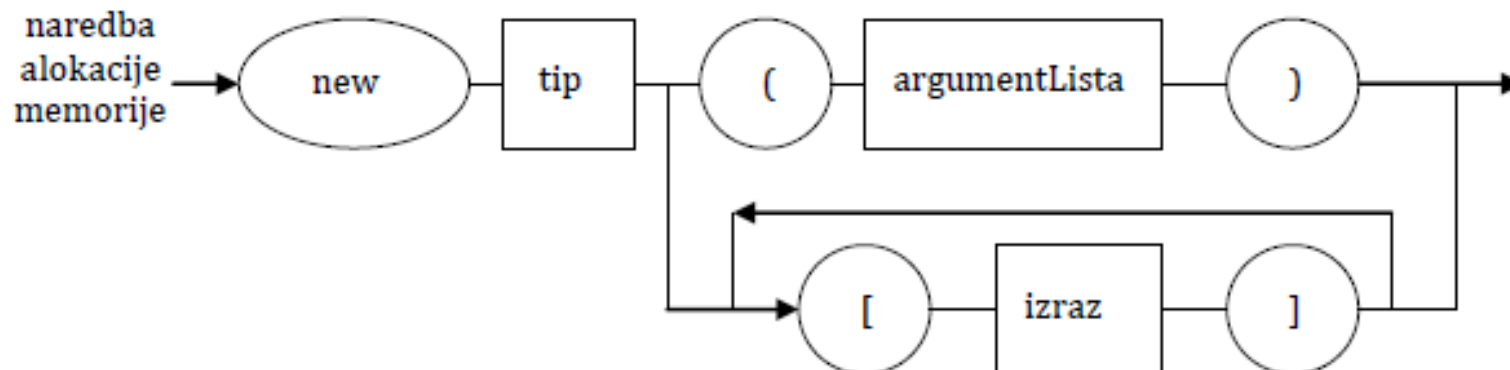 naredba
alokacije
memorije
new
tip
(
argumentLista
)
[
izraz
]